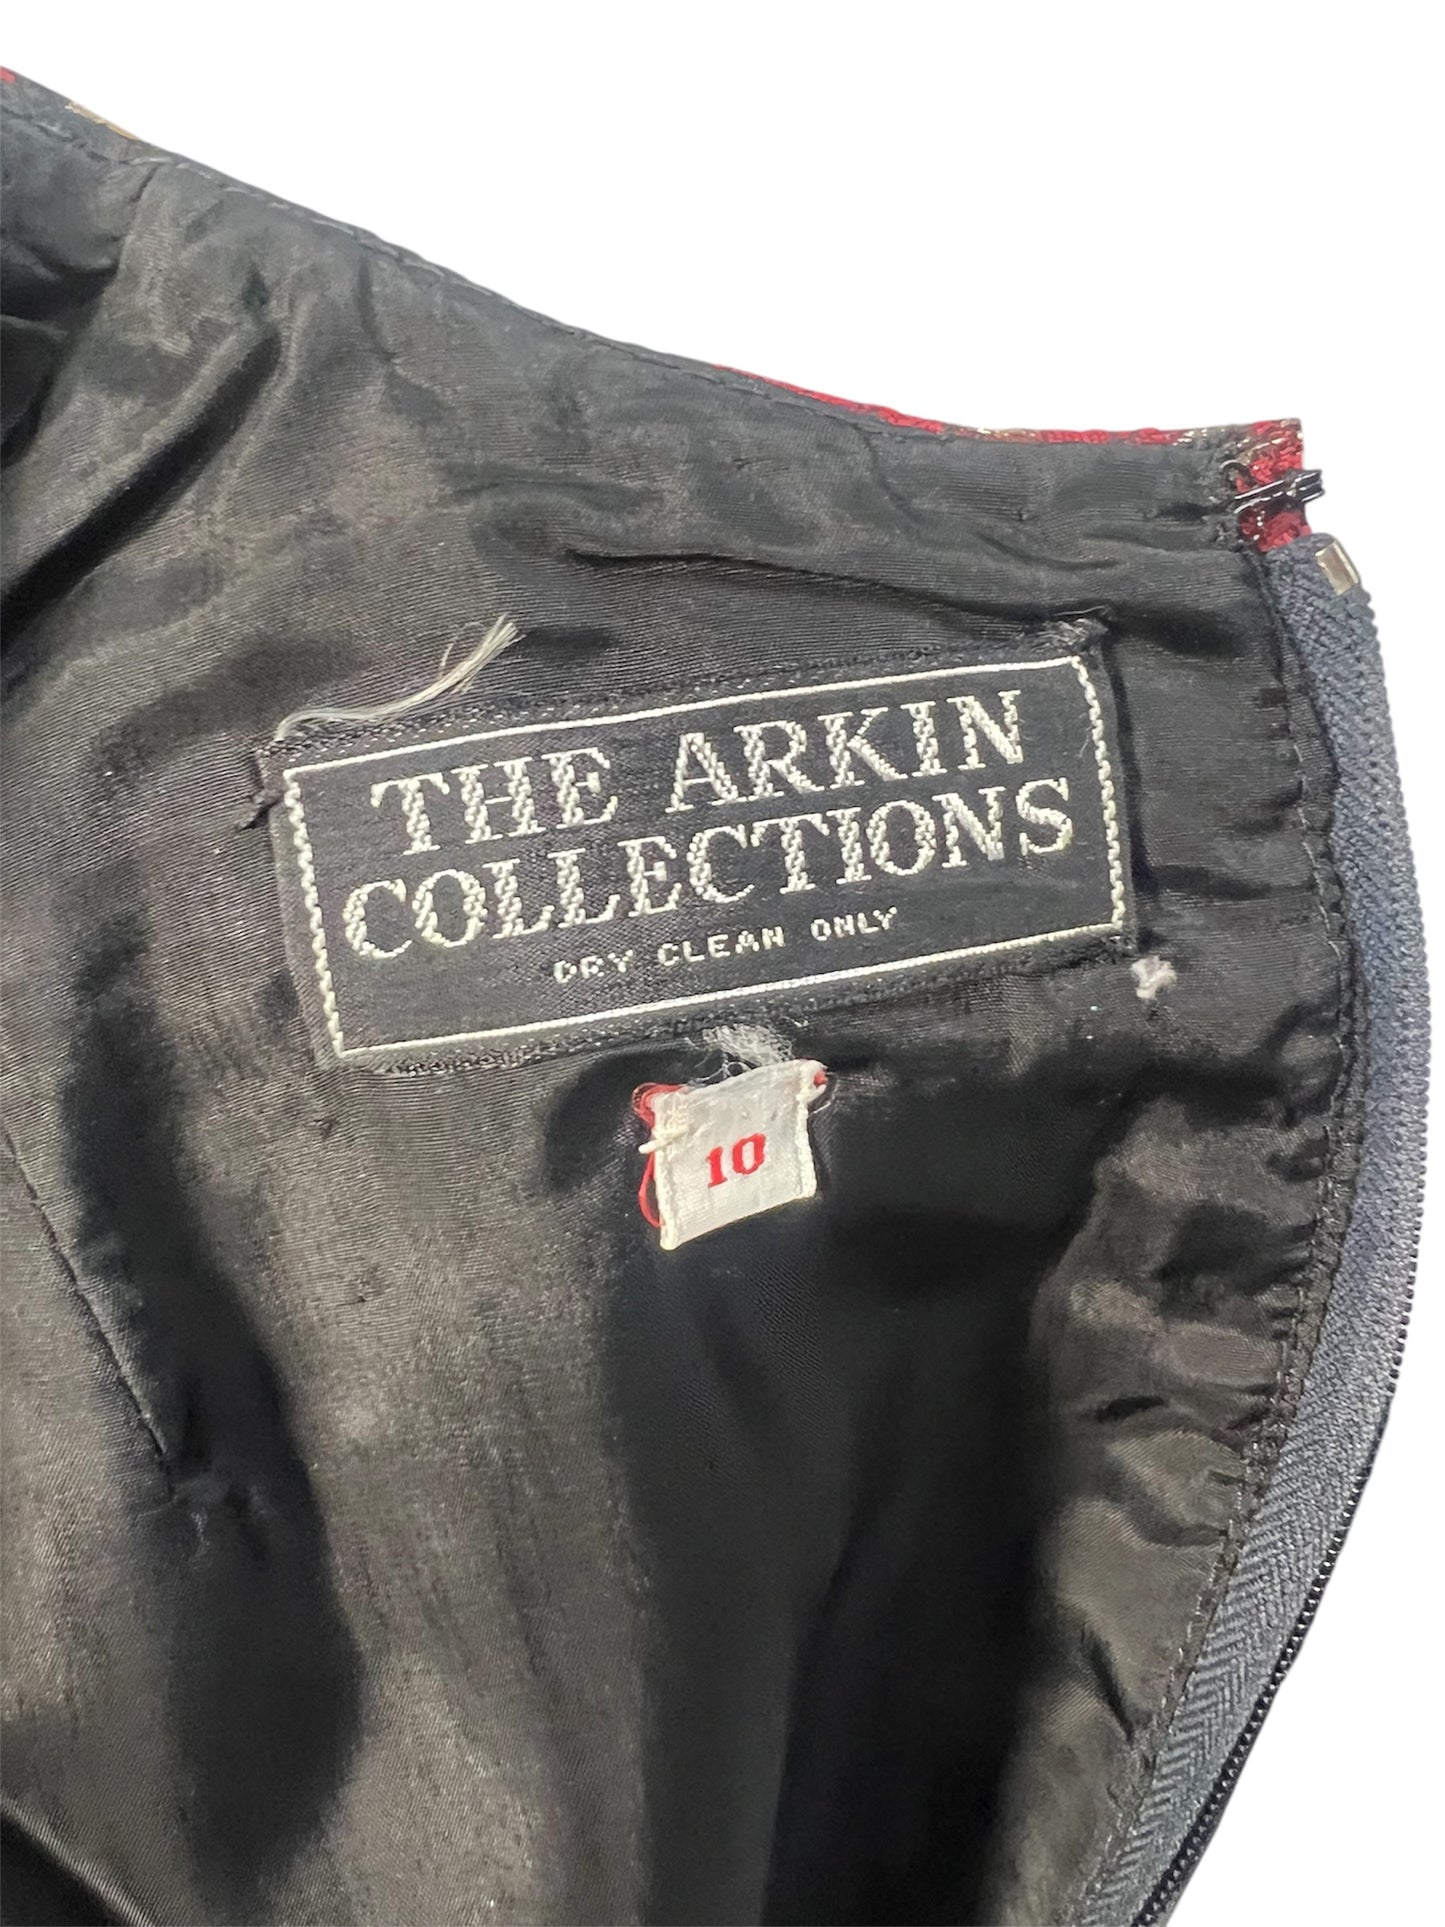 THE ARKIN
COLLECTIONS
DRY CLEAN ONLY
10